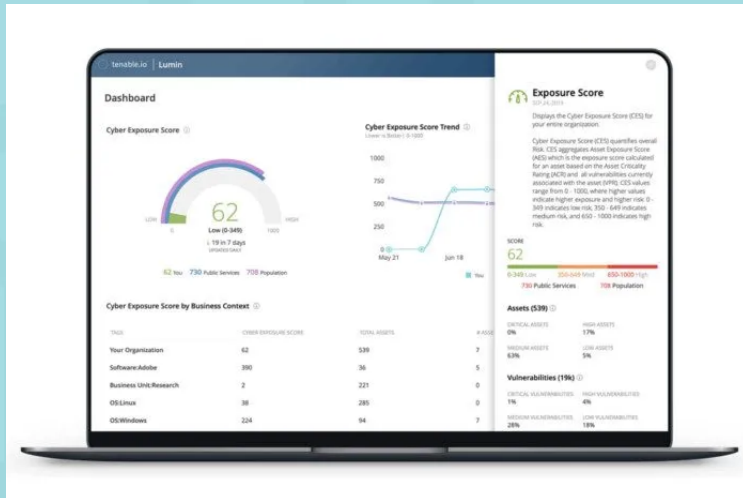 tenable.io | Lumin
Dashboard
Cyber Exposure Score
LOW
HIGH
0
1000
62
Low (0-349)
↓ 19 in 7 days
UPDATED DAILY
62 You 730 Public Services 708 Population
Cyber Exposure Score Trend
Lower is Better | 0-1000
1000
750
500
250
0
May 21
Jun 18
You
Cyber Exposure Score by Business Context
TAGS CYBER EXPOSURE SCORE TOTAL ASSETS # ASSE
Your Organization 62 539 7
Software:Adobe 390 36 5
Business Unit:Research 2 221 0
OS:Linux 38 285 0
OS:Windows 224 94 7
Exposure Score
Displays the Cyber Exposure Score (CES) for
your entire organization.
Cyber Exposure Score (CES) quantifies overall
Risk. CES aggregates Asset Exposure Score
(AES) which is the exposure score calculated
for an asset based on the Asset Criticality
Rating (ACR) and all vulnerabilities currently
associated with the asset (VPR). CES values
range from 0 - 1000, where higher values
indicate higher exposure and higher risk. 0 -
349 indicates low risk, 350 - 649 indicates
medium risk, and 650 - 1000 indicates high
risk.
SCORE
62
0-349 Low 350-649 Med 650-1000 High
730 Public Services 708 Population
Assets (539)
CRITICAL ASSETS HIGH ASSETS
0% 17%
MEDIUM ASSETS LOW ASSETS
63% 5%
Vulnerabilities (19k)
CRITICAL VULNERABILITIES HIGH VULNERABILITIES
1% 4%
MEDIUM VULNERABILITIES LOW VULNERABILITIES
28% 18%